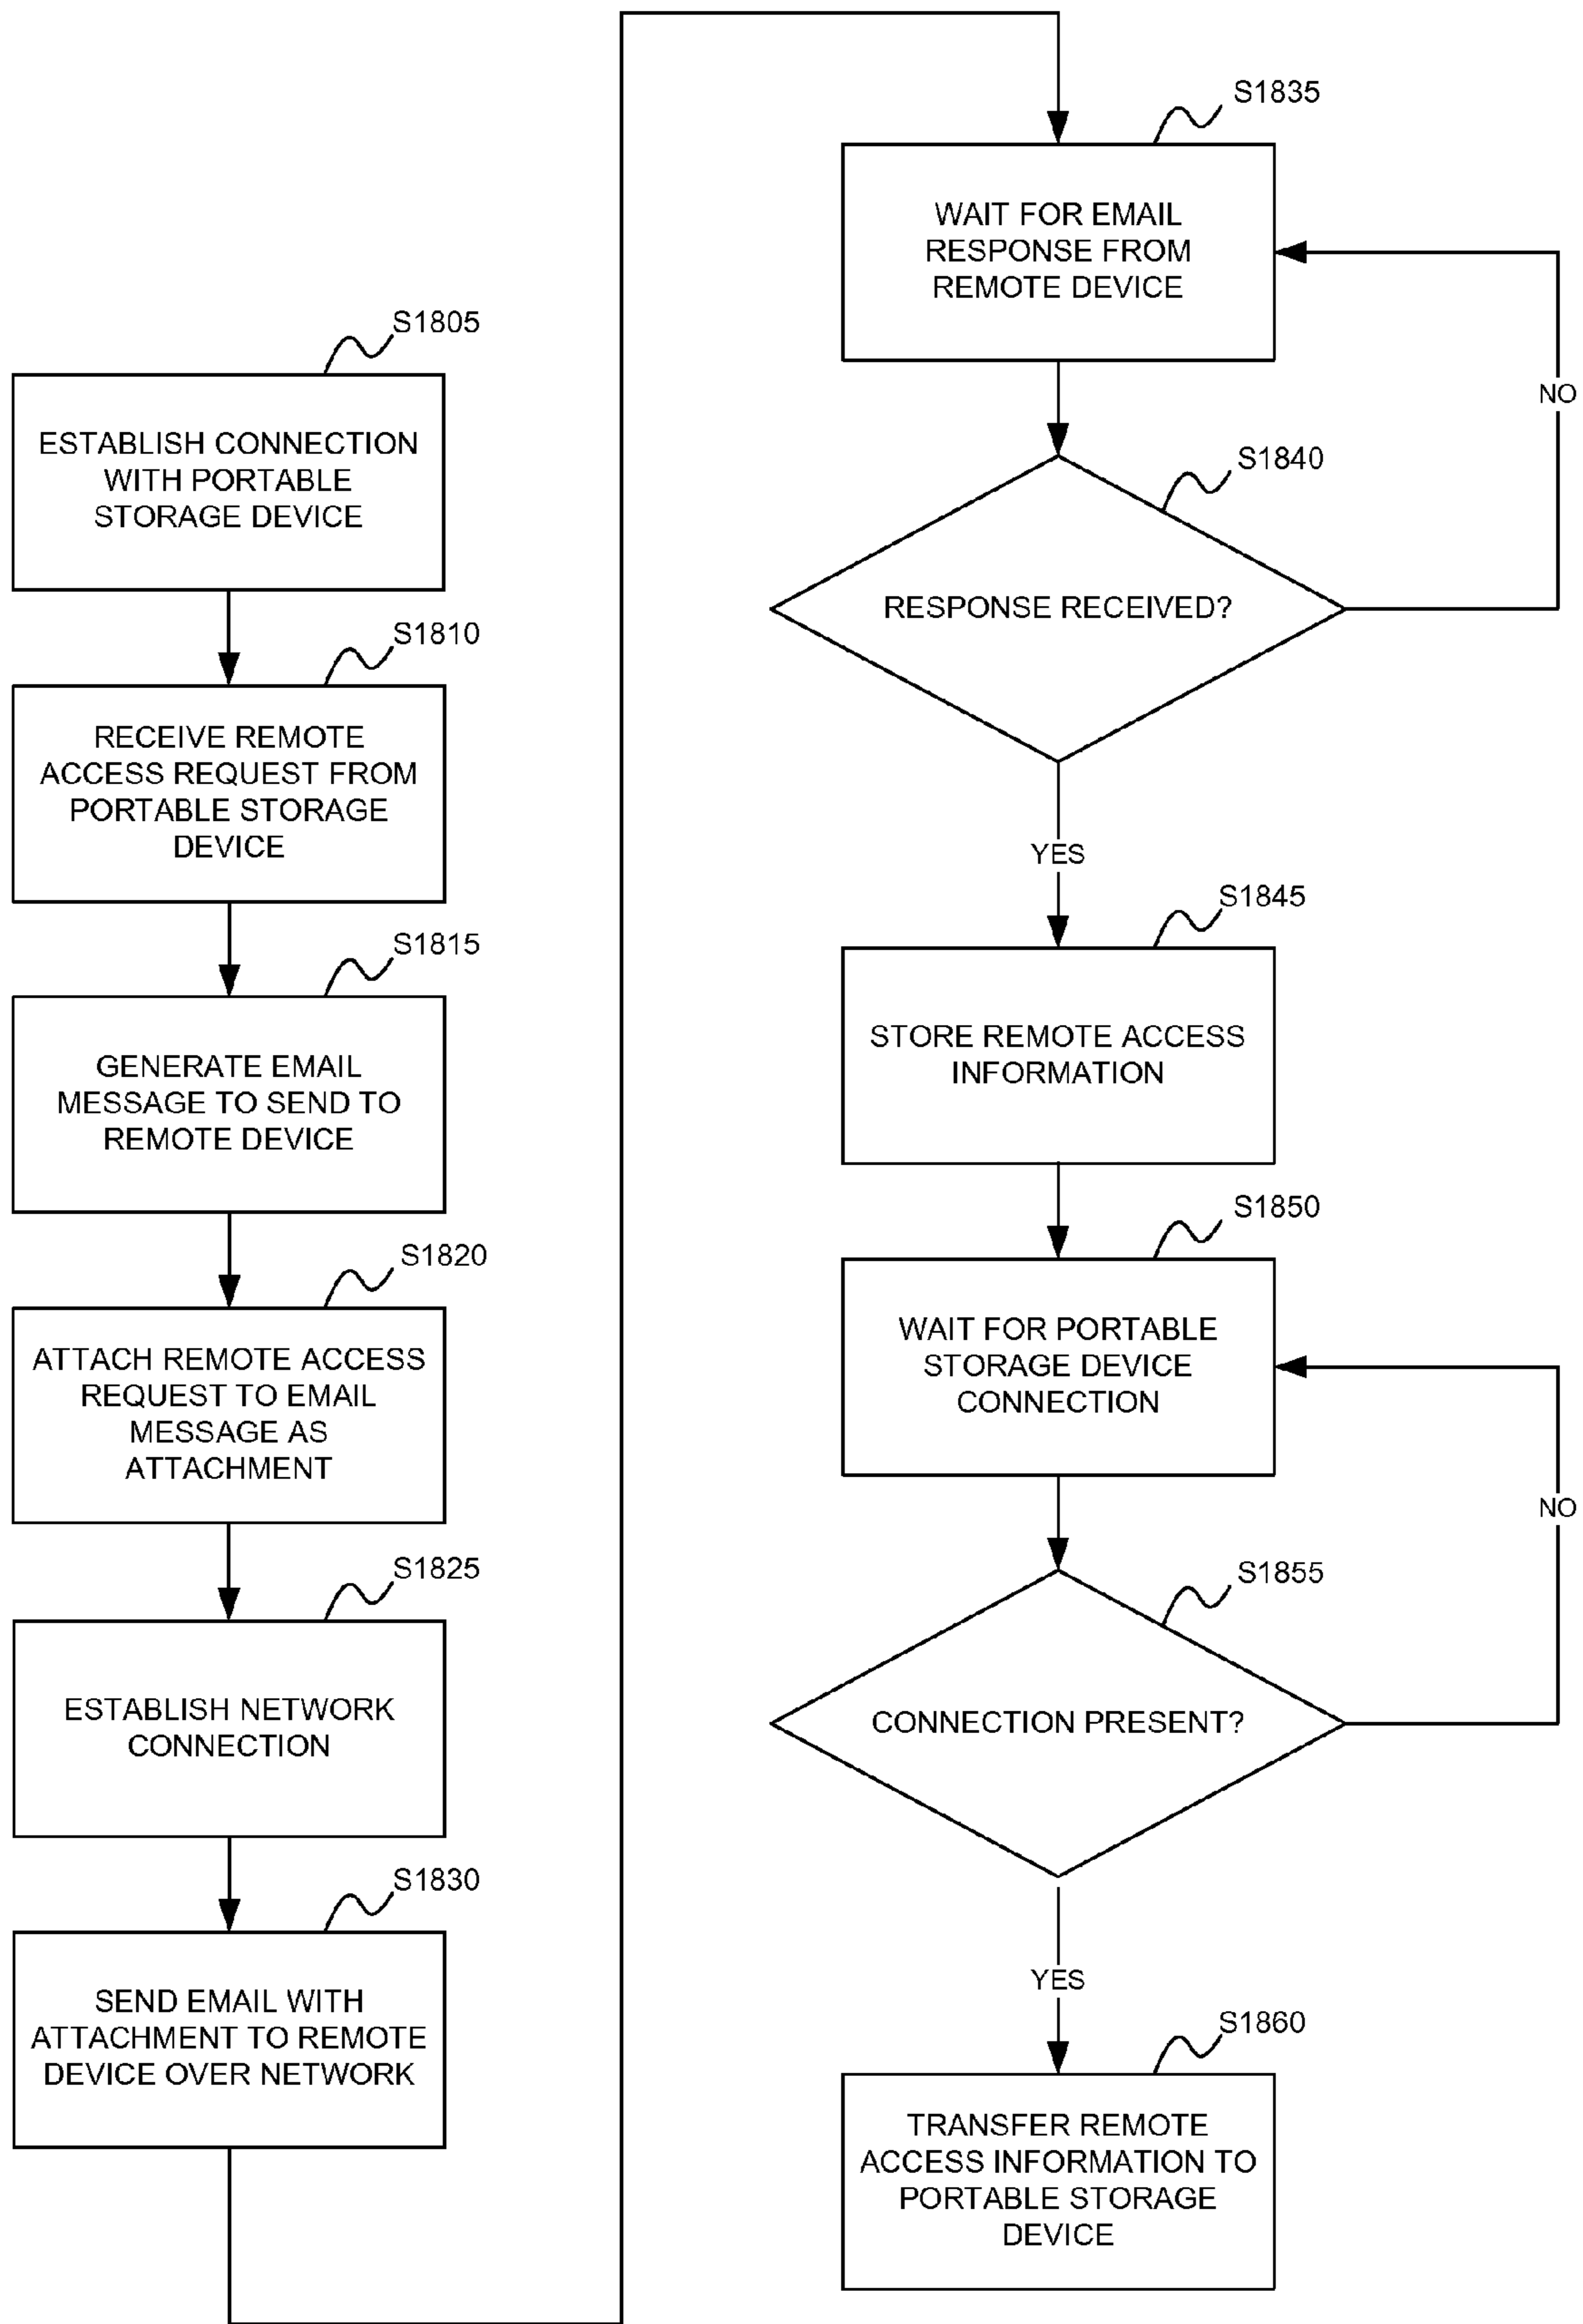 S1805
ESTABLISH CONNECTION
WITH PORTABLE
STORAGE DEVICE
S1810
RECEIVE REMOTE
ACCESS REQUEST FROM
PORTABLE STORAGE
DEVICE
S1815
GENERATE EMAIL
MESSAGE TO SEND TO
REMOTE DEVICE
S1820
ATTACH REMOTE ACCESS
REQUEST TO EMAIL
MESSAGE AS
ATTACHMENT
S1825
ESTABLISH NETWORK
CONNECTION
S1830
SEND EMAIL WITH
ATTACHMENT TO REMOTE
DEVICE OVER NETWORK
S1835
WAIT FOR EMAIL
RESPONSE FROM
REMOTE DEVICE
NO
S1840
RESPONSE RECEIVED?
YES
S1845
STORE REMOTE ACCESS
INFORMATION
S1850
WAIT FOR PORTABLE
STORAGE DEVICE
CONNECTION
NO
S1855
CONNECTION PRESENT?
YES
S1860
TRANSFER REMOTE
ACCESS INFORMATION TO
PORTABLE STORAGE
DEVICE